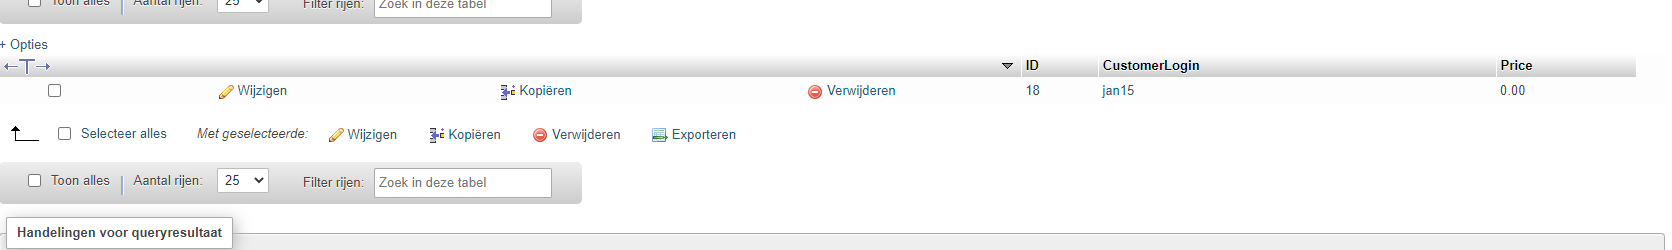 Toon alles Aantal rijen: 25 Filter rijen: Zoek in deze tabel
+ Opties
ID CustomerLogin Price
Wijzigen Kopiëren Verwijderen 18 jan15 0.00
Selecteer alles Met geselecteerde: Wijzigen Kopiëren Verwijderen Exporteren
Toon alles Aantal rijen: 25 Filter rijen: Zoek in deze tabel
Handelingen voor queryresultaat